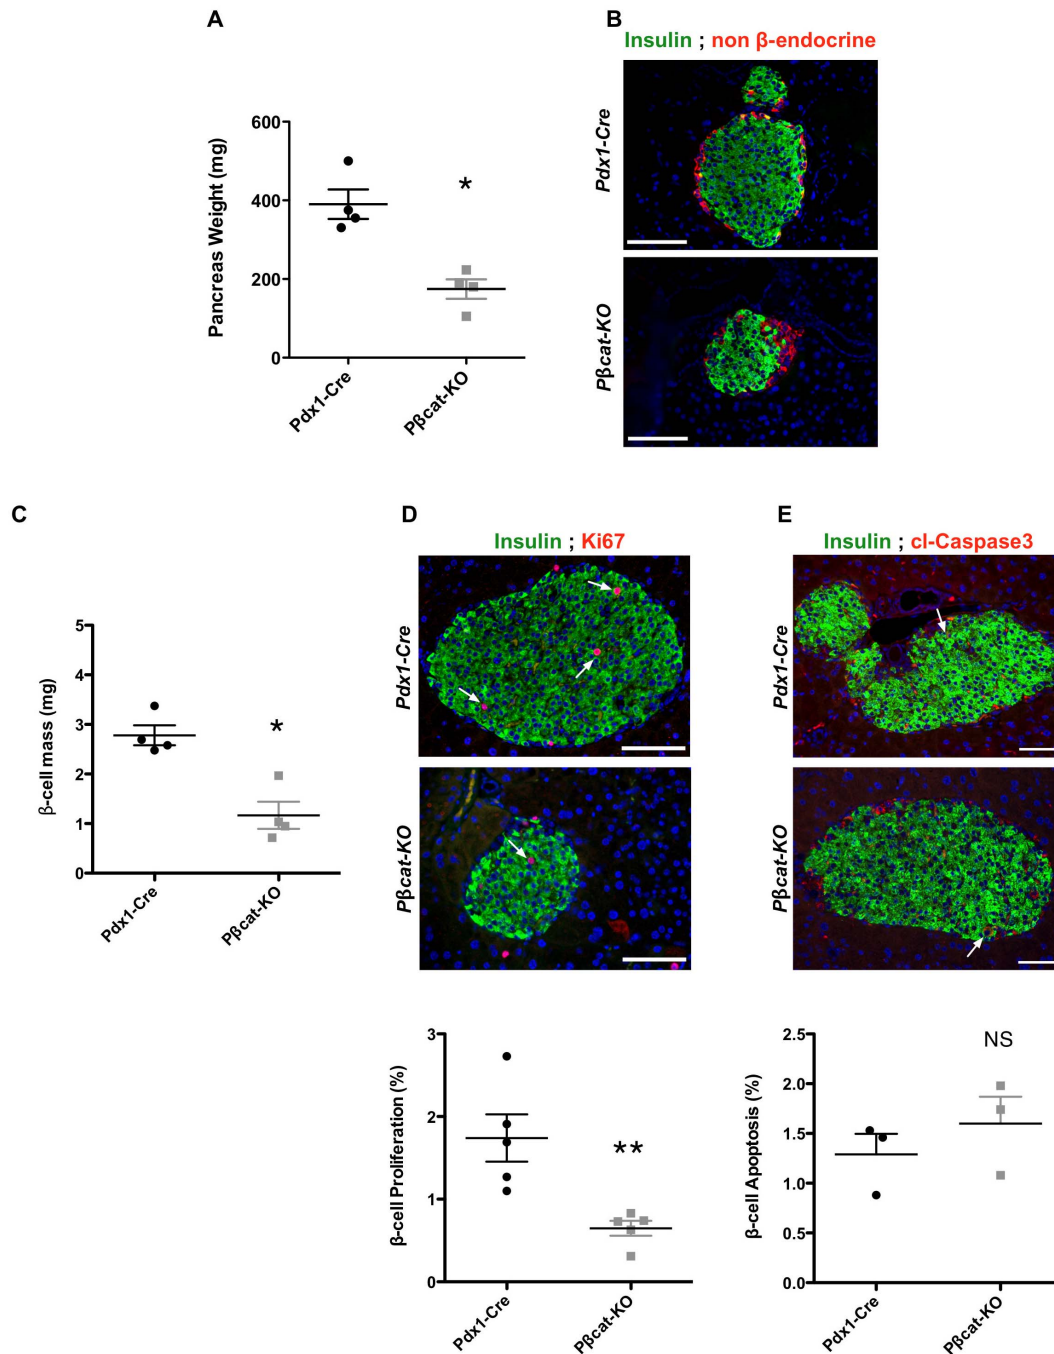 A
B
Insulin ; non β-endocrine
Pancreas Weight (mg)
600
400
200
0
*
Pdx1-Cre
Pβcat-KO
Pdx1-Cre
Pβcat-KO
C
D
E
Insulin ; Ki67
Insulin ; cl-Caspase3
β-cell mass (mg)
5
4
3
2
1
0
*
Pdx1-Cre
Pβcat-KO
Pdx1-Cre
Pβcat-KO
Pdx1-Cre
Pβcat-KO
β-cell Proliferation (%)
3
2
1
0
**
Pdx1-Cre
Pβcat-KO
β-cell Apoptosis (%)
2.5
2.0
1.5
1.0
0.5
0.0
NS
Pdx1-Cre
Pβcat-KO